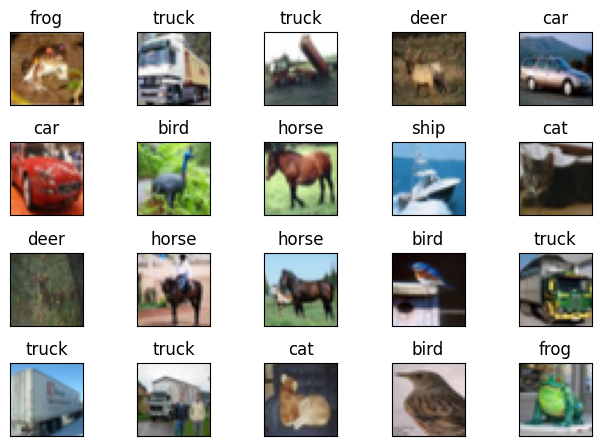 frog truck truck deer car
car bird horse ship cat
deer horse horse bird truck
truck truck cat bird frog